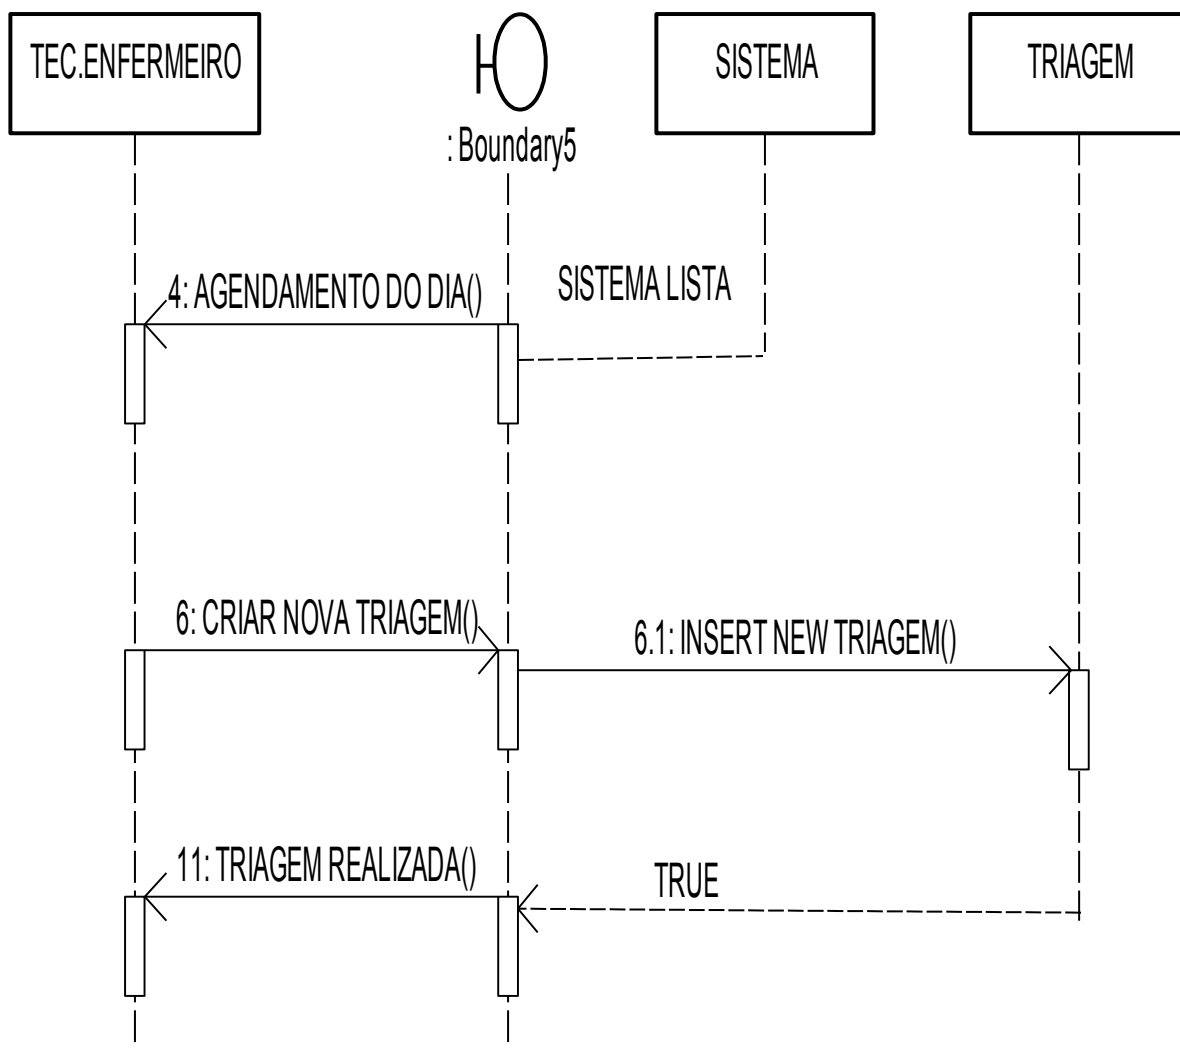 TEC.ENFERMEIRO
: Boundary5
SISTEMA
TRIAGEM
4: AGENDAMENTO DO DIA()
SISTEMA LISTA
6: CRIAR NOVA TRIAGEM()
6.1: INSERT NEW TRIAGEM()
11: TRIAGEM REALIZADA()
TRUE